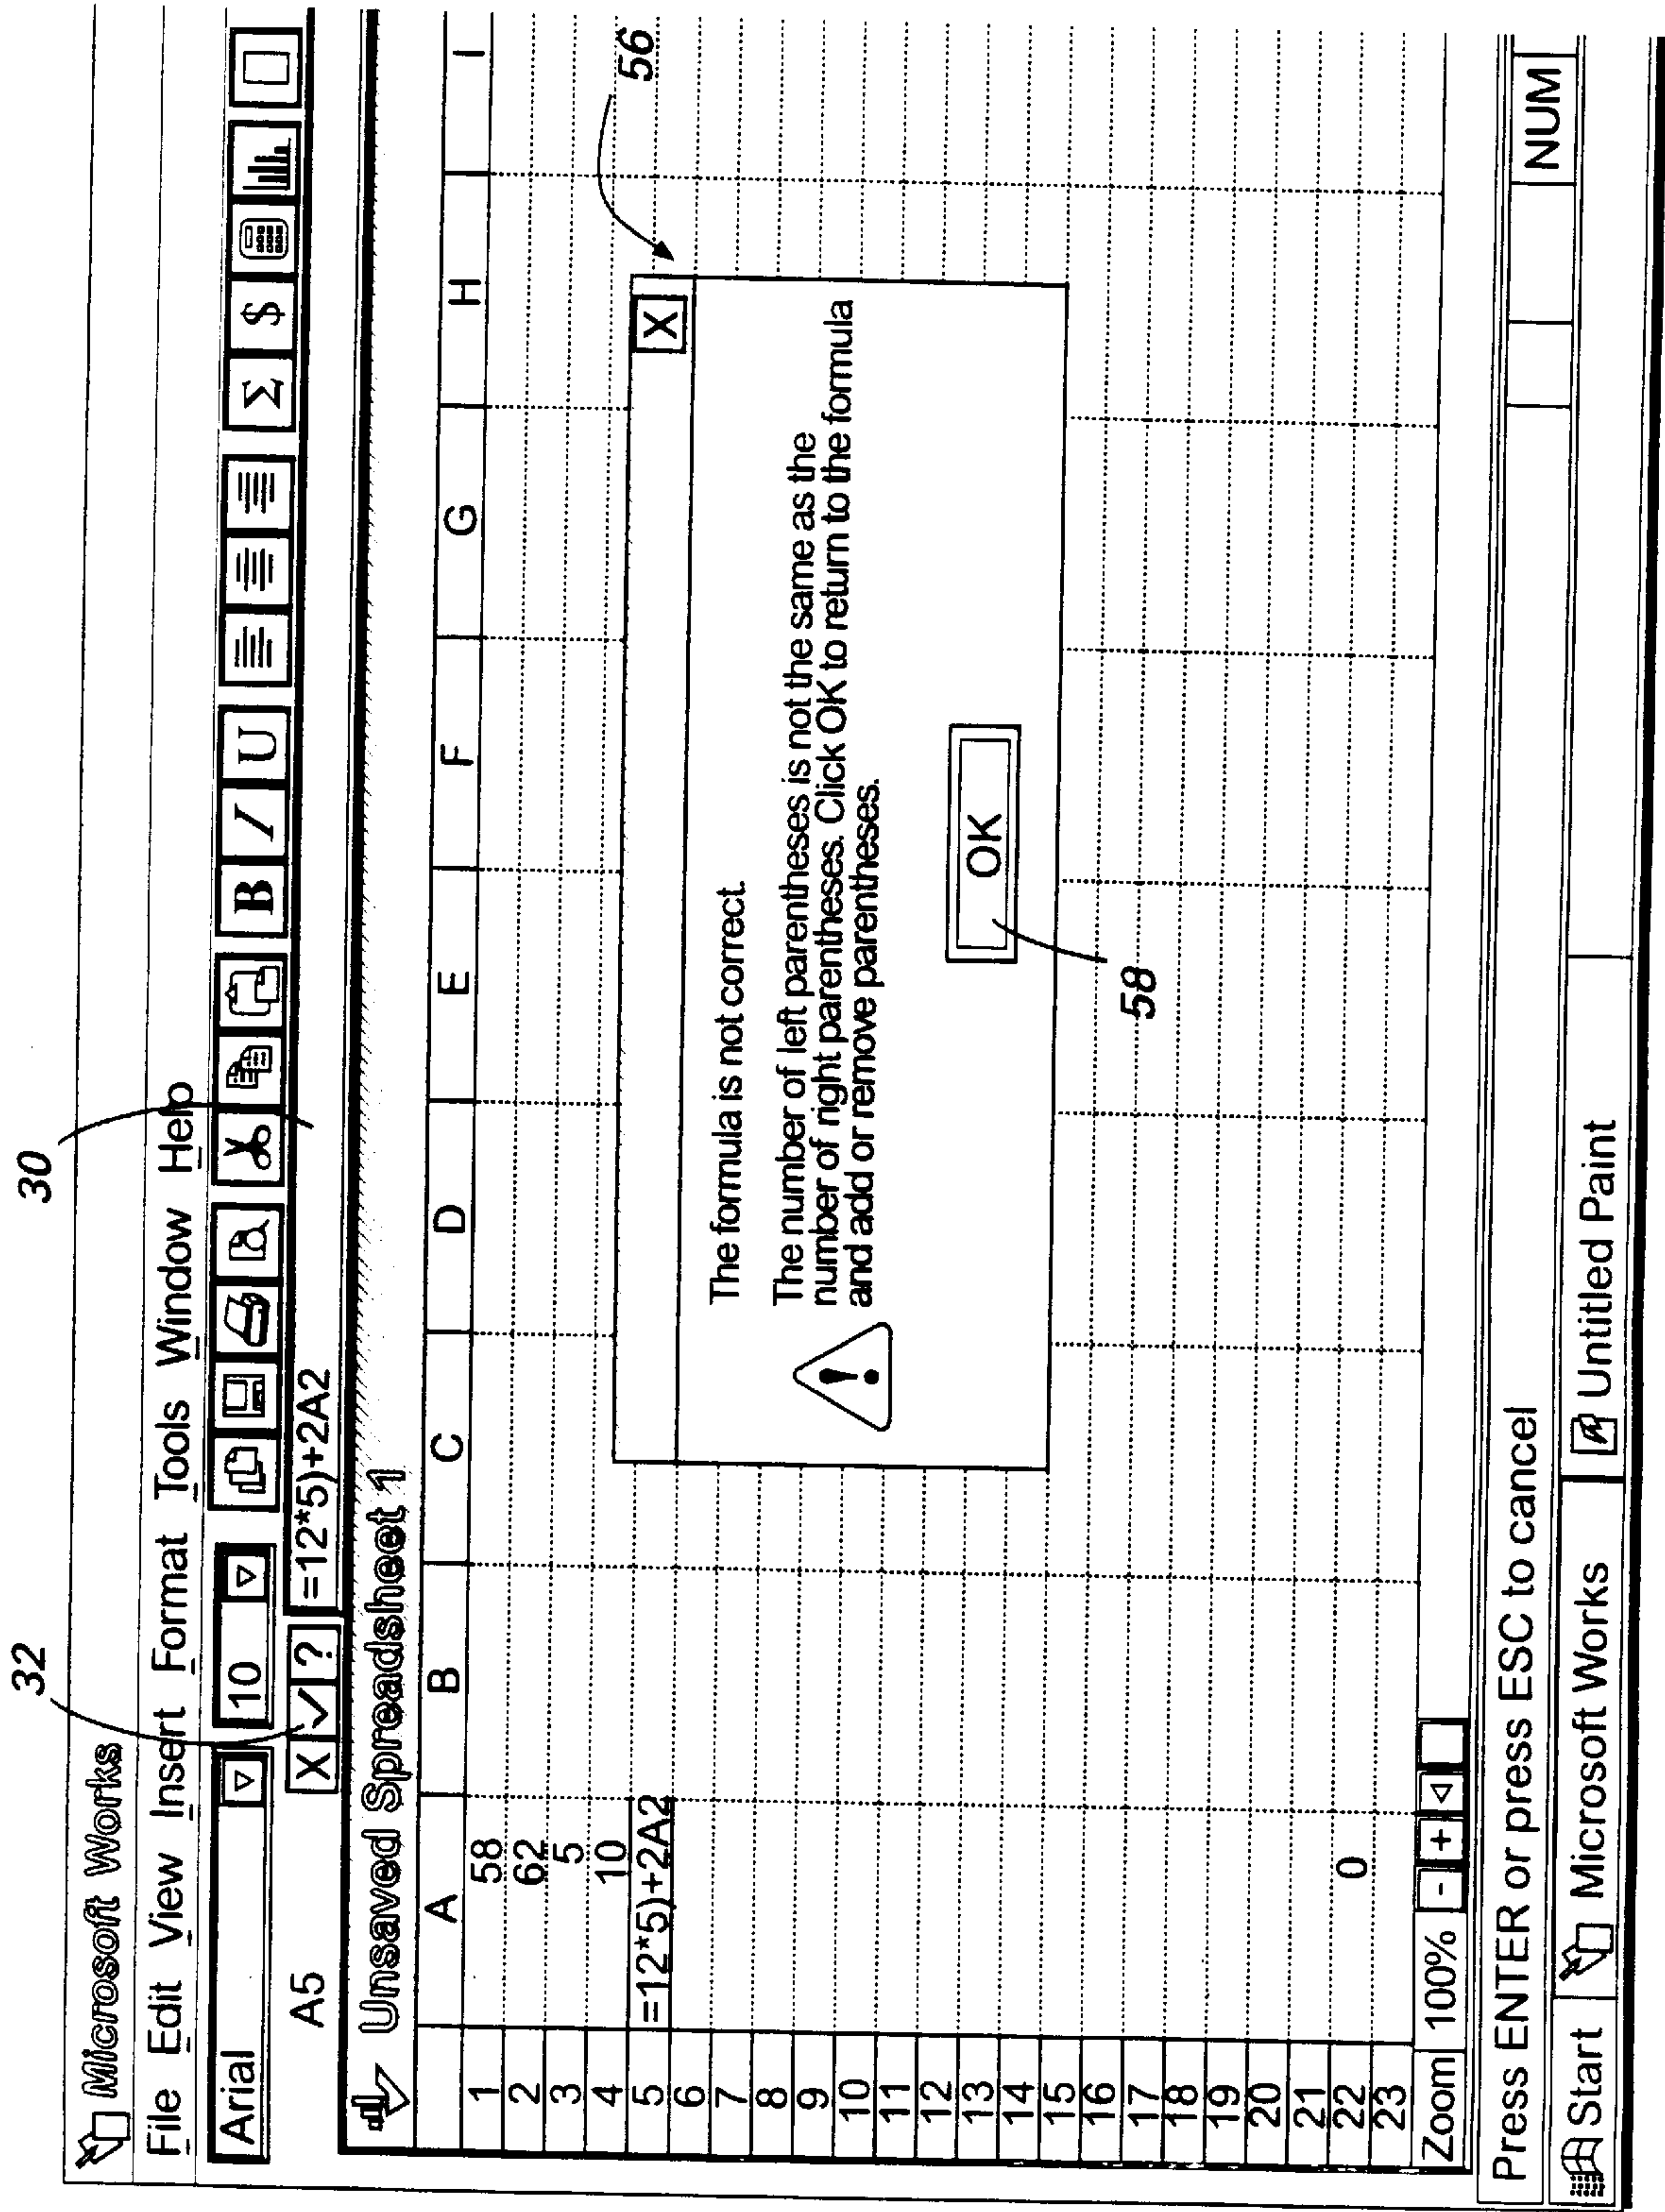 32
30
Microsoft Works
File Edit View Insert Format Tools Window Help
Arial 10 B I U Σ $
A5 X ✓ ? =12*5)+2A2
Unsaved Spreadsheet 1
A B C D E F G H I
1 58
2 62
3 5
4 10
5 =12*5)+2A2
6
7
8
9
10
11
12
13
14
15
16
17
18
19
20
21
22 0
23
X
56
The formula is not correct.
The number of left parentheses is not the same as the
number of right parentheses. Click OK to return to the formula
and add or remove parentheses.
!
OK
58
Zoom 100% - +
Press ENTER or press ESC to cancel NUM
Start Microsoft Works Untitled Paint